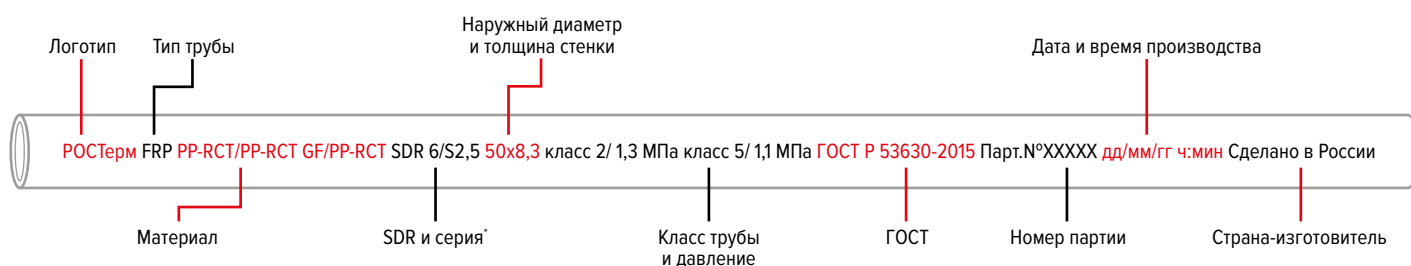 Наружный диаметр
и толщина стенки
Логотип
Тип трубы
Дата и время производства
РОСТерм FRP PP-RCT/PP-RCT GF/PP-RCT SDR 6/S2,5 50x8,3 класс 2/ 1,3 МПа класс 5/ 1,1 МПа ГОСТ Р 53630-2015 Парт.N°XXXXX дд/мм/гг ч:мин Сделано в России
Материал
SDR и серия*
Класс трубы
и давление
ГОСТ
Номер партии
Страна-изготовитель